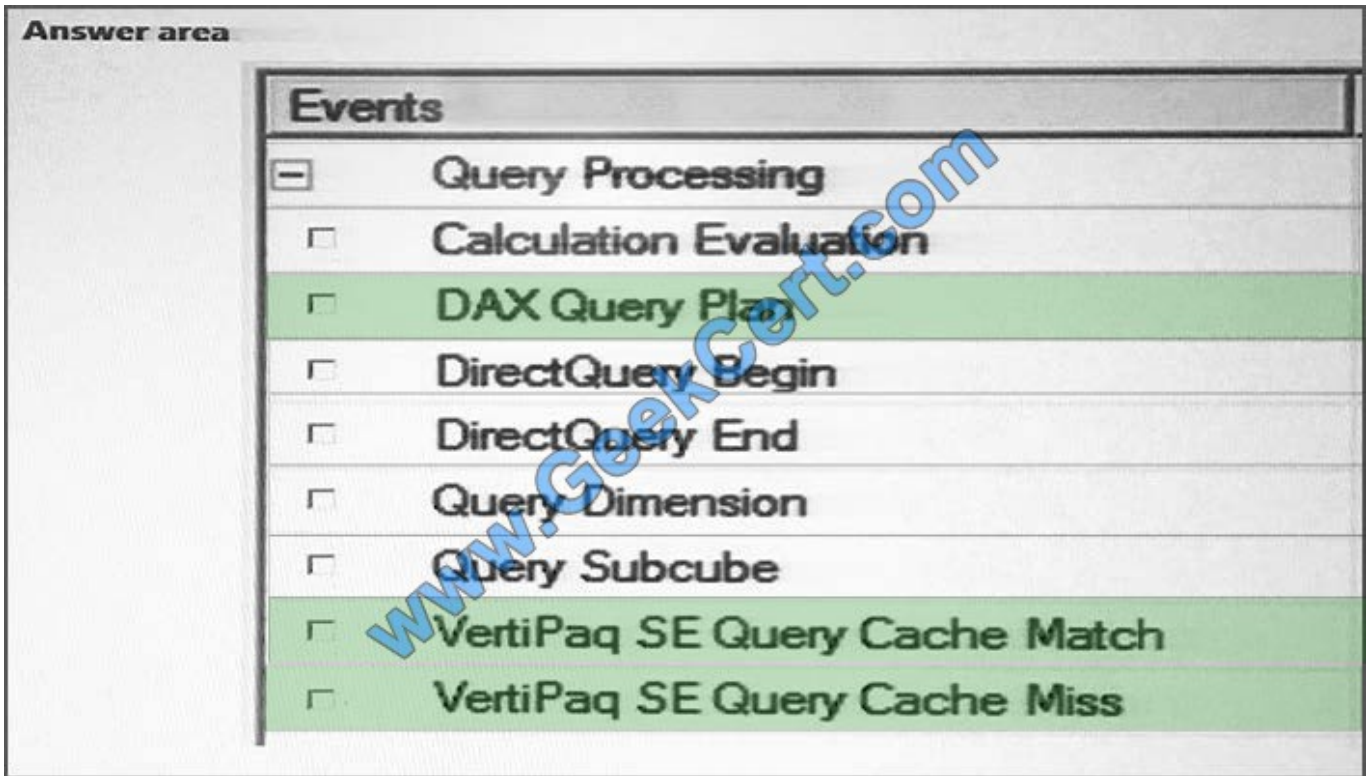 Answer area
Events
Query Processing
Calculation Evaluation
DAX Query Plan
DirectQuery Begin
DirectQuery End
Query Dimension
Query Subcube
VertiPaq SE Query Cache Match
VertiPaq SE Query Cache Miss
www.GeekCert.com